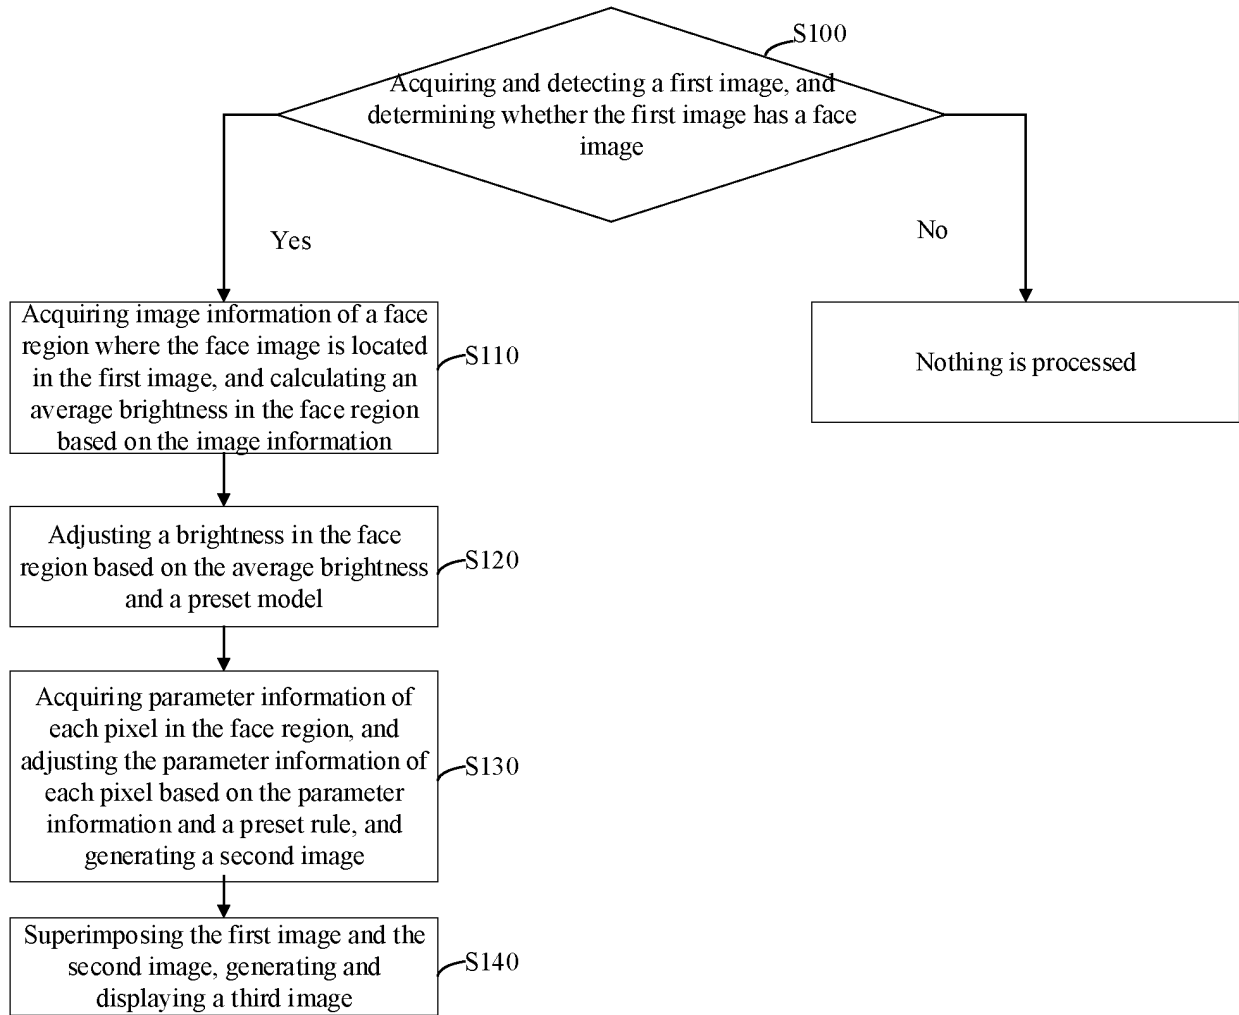 S100
Acquiring and detecting a first image, and
determining whether the first image has a face
image
Yes
No
Acquiring image information of a face
region where the face image is located
in the first image, and calculating an
average brightness in the face region
based on the image information
S110
Nothing is processed
Adjusting a brightness in the face
region based on the average brightness
and a preset model
S120
Acquiring parameter information of
each pixel in the face region, and
adjusting the parameter information of
each pixel based on the parameter
information and a preset rule, and
generating a second image
S130
Superimposing the first image and the
second image, generating and
displaying a third image
S140